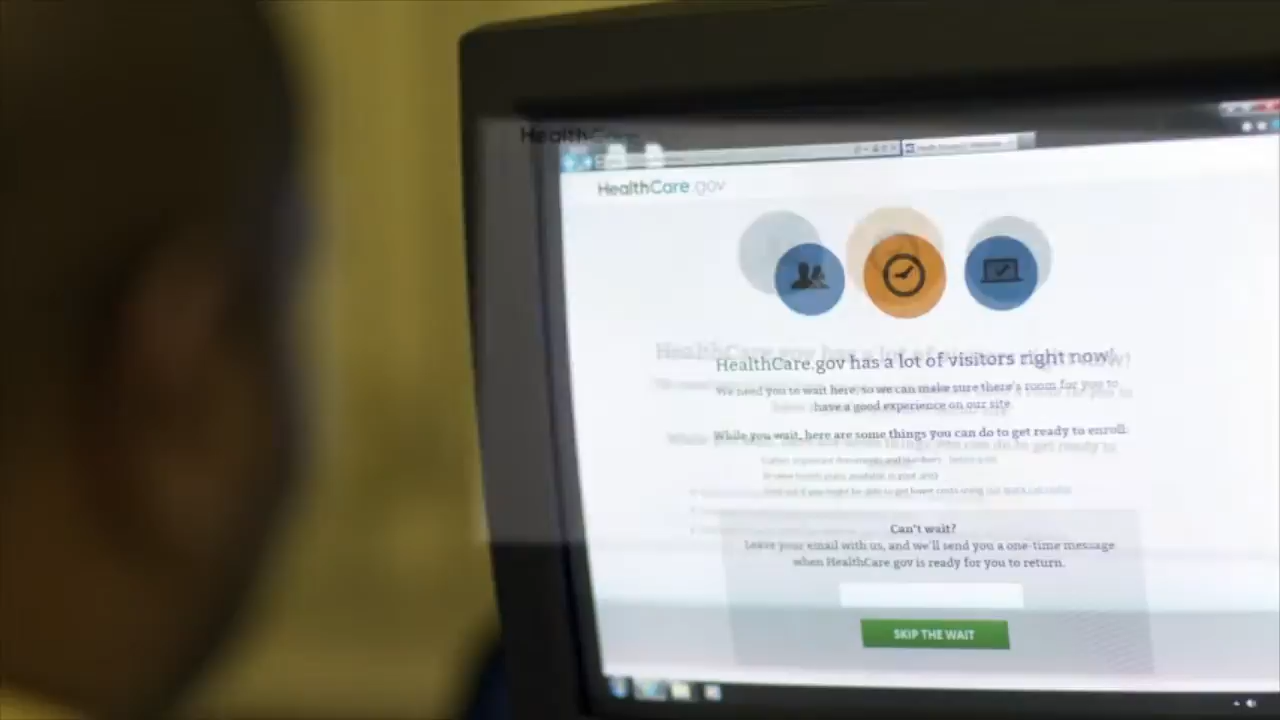 HealthCare
HealthCare.gov
HealthCare.gov has a lot of visitors right now!
We need you to wait here, so we can make sure there's room for you to
have a good experience on our site.
While you wait, here are some things you can do to get ready to enroll:
Can't wait?
Leave your email with us, and we'll send you a one-time message
when HealthCare.gov is ready for you to return.
SKIP THE WAIT